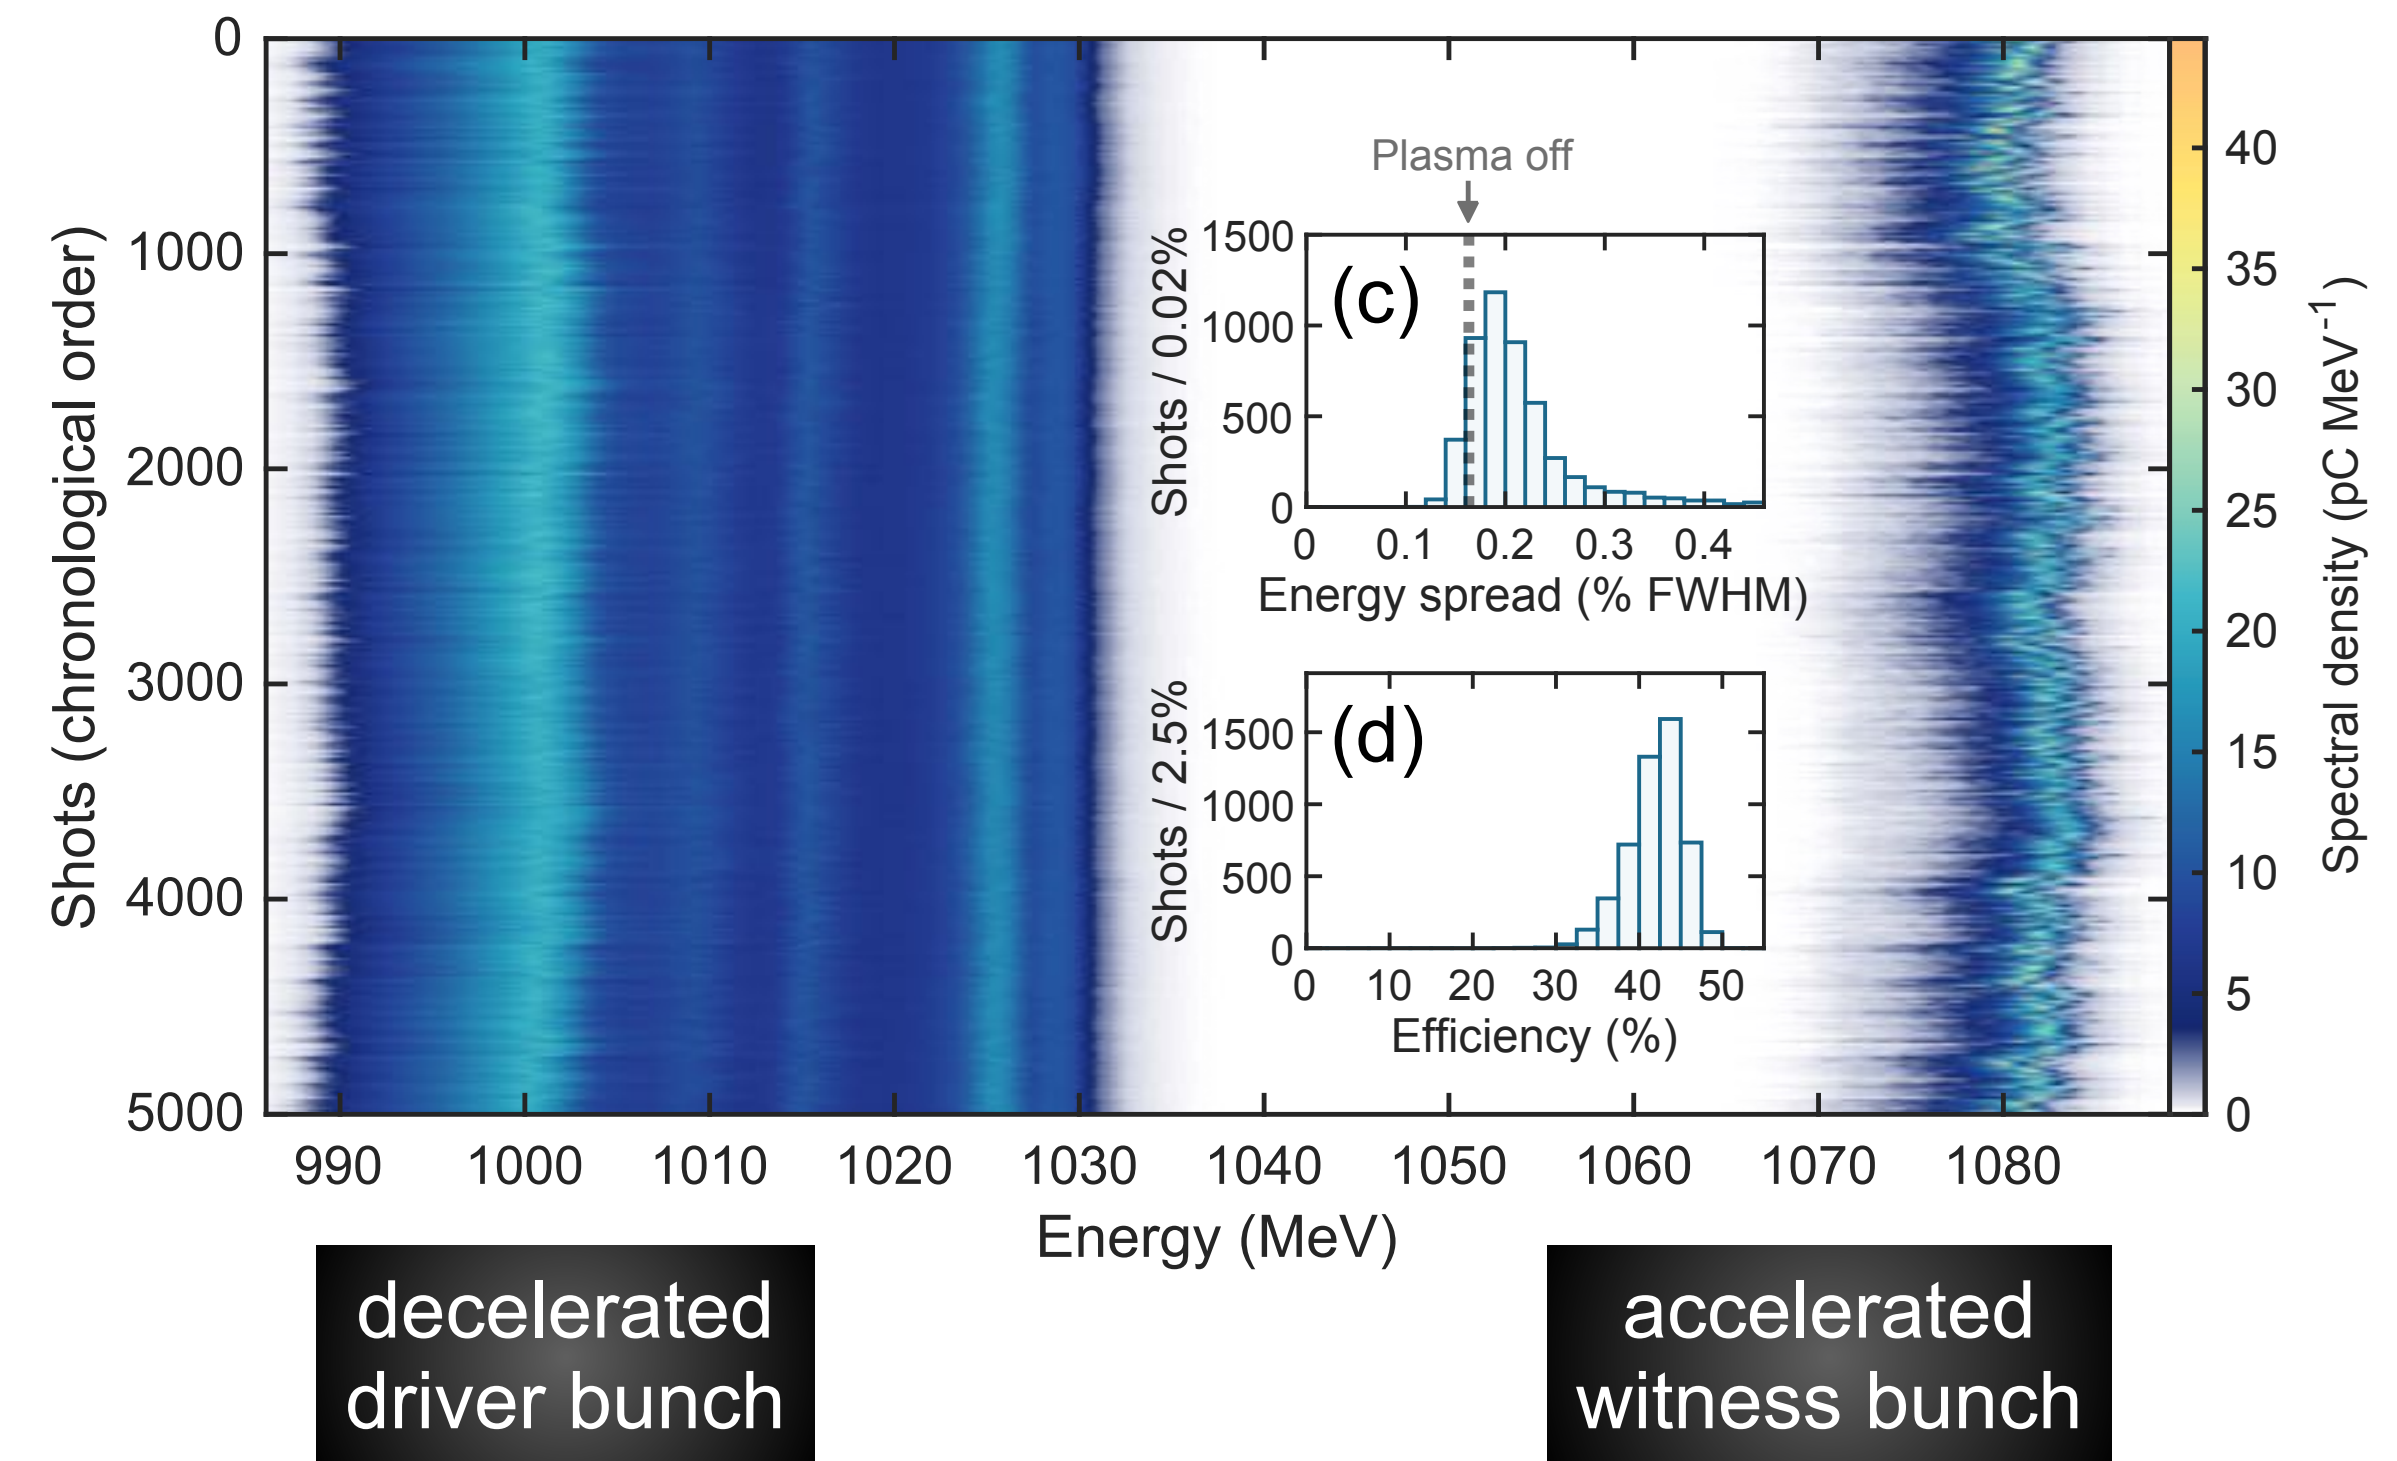 0
1000
2000
3000
4000
5000
Shots (chronological order)
990 1000 1010 1020 1030 1040 1050 1060 1070 1080
Energy (MeV)
Plasma off
(c)
1500
1000
500
0
Shots / 0.02%
0 0.1 0.2 0.3 0.4
Energy spread (% FWHM)
(d)
1500
1000
500
0
Shots / 2.5%
0 10 20 30 40 50
Efficiency (%)
40
35
30
25
20
15
10
5
0
Spectral density (pC MeV⁻¹)
decelerated
driver bunch
accelerated
witness bunch